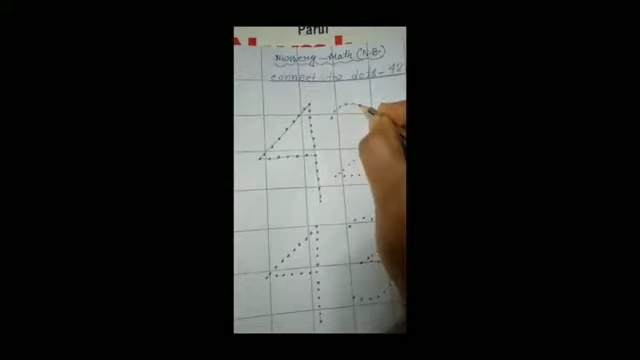 Parul
Nursery Math (N.B.)
connect the dots - 42